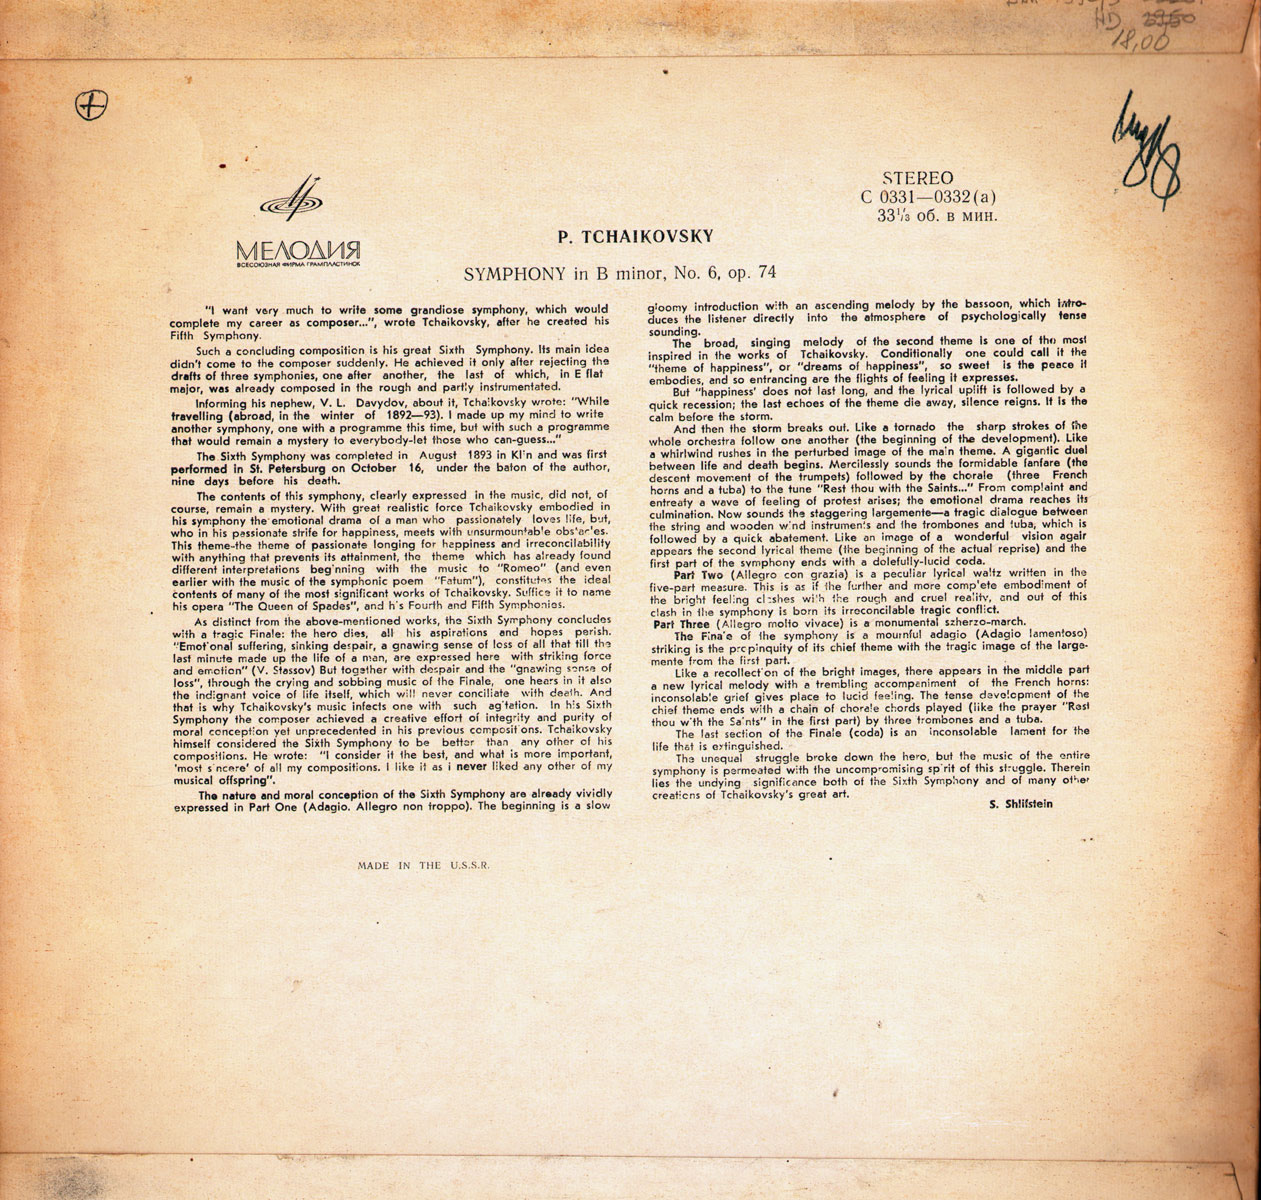 HD 23,50
18,00
STEREO
C 0331—0332(a)
33 1/3 об. в мин.
МЕЛОДИЯ
ВСЕСОЮЗНАЯ ФИРМА ГРАМПЛАСТИНОК
P. TCHAIKOVSKY
SYMPHONY in B minor, No. 6, op. 74
"I want very much to write some grandiose symphony, which would
complete my career as composer...", wrote Tchaikovsky, after he created his
Fifth Symphony.
Such a concluding composition is his great Sixth Symphony. Its main idea
didn't come to the composer suddenly. He achieved it only after rejecting the
drafts of three symphonies, one after another, the last of which, in E flat
major, was already composed in the rough and partly instrumentated.
Informing his nephew, V. L. Davydov, about it, Tchaikovsky wrote: "While
travelling (abroad, in the winter of 1892—93). I made up my mind to write
another symphony, one with a programme this time, but with such a programme
that would remain a mystery to everybody-let those who can-guess..."
The Sixth Symphony was completed in August 1893 in Kl'n and was first
performed in St. Petersburg on October 16, under the baton of the author,
nine days before his death.
The contents of this symphony, clearly expressed in the music, did not, of
course, remain a mystery. With great realistic force Tchaikovsky embodied in
his symphony the emotional drama of a man who passionately loves life, but,
who in his passionate strife for happiness, meets with unsurmountable obstacles.
This theme-the theme of passionate longing for happiness and irreconcilability
with anything that prevents its attainment, the theme which has already found
different interpretations beg'nning with the music to "Romeo" (and even
earlier with the music of the symphonic poem "Fatum"), constitutes the ideal
contents of many of the most significant works of Tchaikovsky. Suffice it to name
his opera "The Queen of Spades", and h's Fourth and Fifth Symphonies.
As distinct from the above-mentioned works, the Sixth Symphony concludes
with a tragic Finale: the hero dies, all his aspirations and hopes perish.
"Emot'onal suffering, sinking despair, a gnawing sense of loss of all that till the
last minute made up the life of a man, are expressed here with striking force
and emotion" (V. Stassov) But together with despair and the "gnawing sense of
loss", through the crying and sobbing music of the Finale, one hears in it also
the indignant voice of life itself, which will never conciliate with death. And
that is why Tchaikovsky's music infects one with such ag'tation. In his Sixth
Symphony the composer achieved a creative effort of integrity and purity of
moral conception yet unprecedented in his previous composit'ons. Tchaikovsky
himself considered the Sixth Symphony to be better than any other of his
compositions. He wrote: "I consider it the best, and what is more important,
'most s'ncere' of all my compositions. I like it as i never liked any other of my
musical offspring".
The nature and moral conception of the Sixth Symphony are already vividly
expressed in Part One (Adagio. Allegro non troppo). The beginning is a slow
gloomy introduction with an ascending melody by the bassoon, which intro-
duces the listener directly into the atmosphere of psychologically tense
sounding.
The broad, singing melody of the second theme is one of the most
inspired in the works of Tchaikovsky. Conditionally one could call it the
"theme of happiness", or "dreams of happiness", so sweet is the peace it
embodies, and so entrancing are the flights of feeling it expresses.
But "happiness' does not last long, and the lyrical uplift is followed by a
quick recession; the last echoes of the theme die away, silence reigns. It is the
calm before the storm.
And then the storm breaks out. Like a tornado the sharp strokes of the
whole orchestra follow one another (the beginning of the development). Like
a whirlwind rushes in the perturbed image of the main theme. A gigantic duel
between life and death begins. Mercilessly sounds the formidable fanfare (the
descent movement of the trumpets) followed by the chorale (three French
horns and a tuba) to the tune "Rest thou with the Saints..." From complaint and
entreaty a wave of feeling of protest arises; the emotional drama reaches its
culmination. Now sounds the staggering largemente—a tragic dialogue between
the string and wooden w'nd instruments and the trombones and tuba, which is
followed by a quick abatement. Like an image of a wonderful vision again
appears the second lyrical theme (the beginning of the actual reprise) and the
first part of the symphony ends with a dolefully-lucid coda.
Part Two (Allegro con grazia) is a peculiar lyrical waltz written in the
five-part measure. This is as if the further and more comp'ete embodiment of
the bright feeling clashes with the rough and cruel reality, and out of this
clash in the symphony is born its irreconcilable tragic conflict.
Part Three (Allegro molto vivace) is a monumental szherzo-march.
The Fina'e of the symphony is a mournful adagio (Adagio lamentoso)
striking is the propinquity of its chief theme with the tragic image of the large-
mente from the first part.
Like a recollect'on of the bright images, there appears in the middle part
a new lyrical melody with a trembling accompaniment of the French horns:
inconsolable grief gives place to lucid feeling. The tense development of the
chief theme ends with a chain of chorale chords played (like the prayer "Rest
thou w'th the Sa'nts" in the first part) by three trombones and a tuba.
The last section of the Finale (coda) is an inconsolable lament for the
life that is extinguished.
The unequal struggle broke down the hero, but the music of the entire
symphony is permeated with the uncompromising sp'rit of this struggle. Therein
lies the undying significance both of the Sixth Symphony and of many other
creations of Tchaikovsky's great art.
S. Shlifstein
MADE IN THE U.S.S.R.